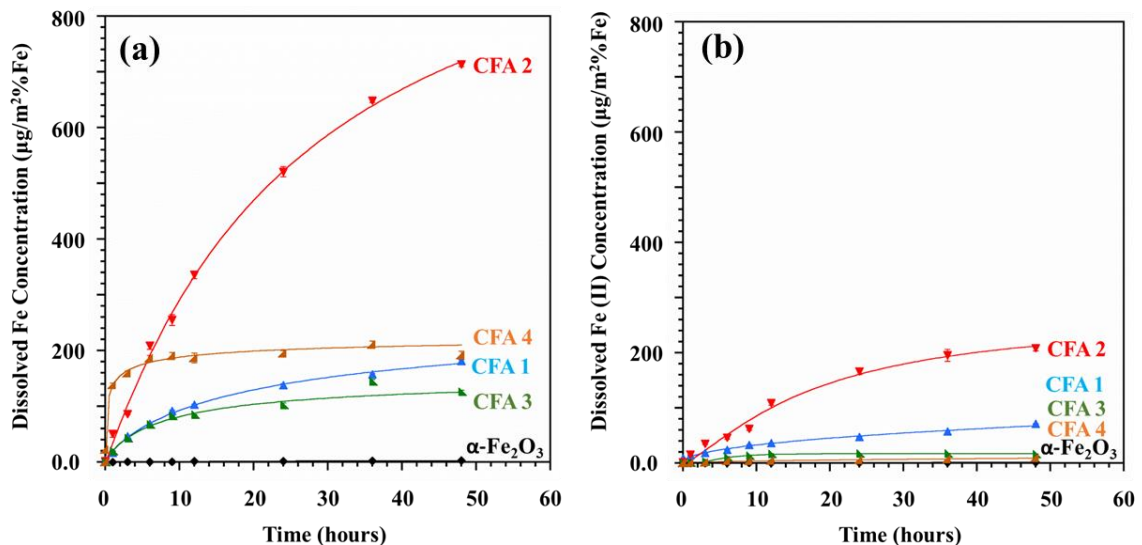 (a)
Dissolved Fe Concentration (µg/m²%Fe)
800
600
400
200
0.0
0
10
20
30
40
50
60
Time (hours)
CFA 2
CFA 4
CFA 1
CFA 3
α-Fe₂O₃
(b)
Dissolved Fe (II) Concentration (µg/m²%Fe)
800
600
400
200
0.0
0
10
20
30
40
50
60
Time (hours)
CFA 2
CFA 1
CFA 3
CFA 4
α-Fe₂O₃